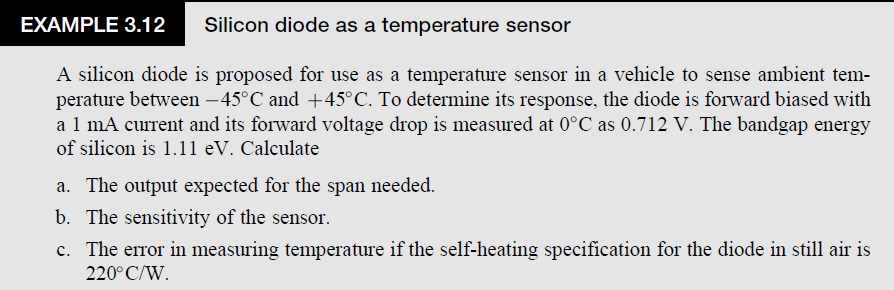 EXAMPLE 3.12 Silicon diode as a temperature sensor
A silicon diode is proposed for use as a temperature sensor in a vehicle to sense ambient tem-
perature between −45°C and +45°C. To determine its response, the diode is forward biased with
a 1 mA current and its forward voltage drop is measured at 0°C as 0.712 V. The bandgap energy
of silicon is 1.11 eV. Calculate
a. The output expected for the span needed.
b. The sensitivity of the sensor.
c. The error in measuring temperature if the self-heating specification for the diode in still air is
220°C/W.